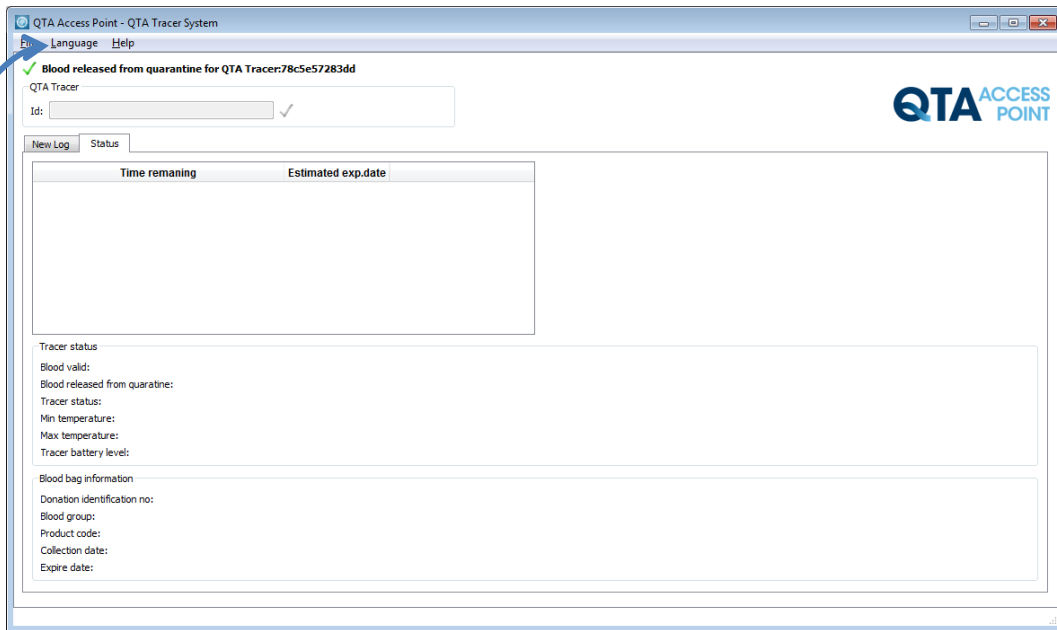 QTA Access Point - QTA Tracer System
Language Help
Blood released from quarantine for QTA Tracer:78c5e57283dd
QTA Tracer
Id:
QTA ACCESS POINT
New Log Status
Time remaning Estimated exp.date
Tracer status
Blood valid:
Blood released from quaratine:
Tracer status:
Min temperature:
Max temperature:
Tracer battery level:
Blood bag information
Donation identification no:
Blood group:
Product code:
Collection date:
Expire date: